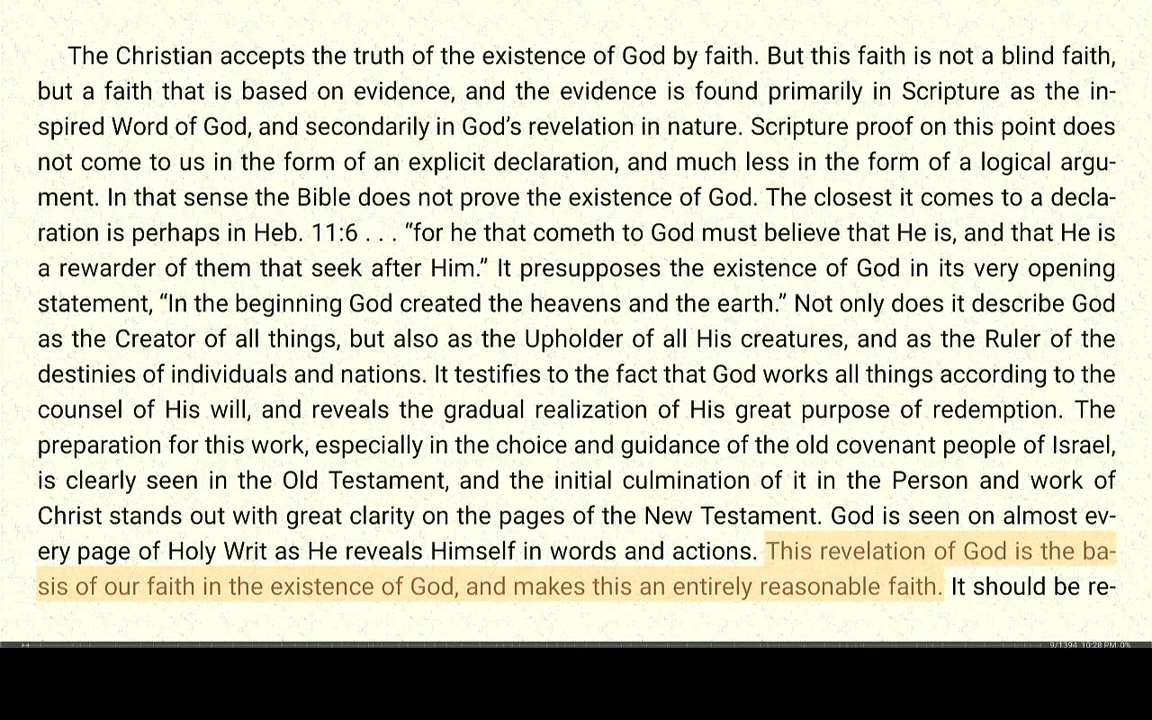 The Christian accepts the truth of the existence of God by faith. But this faith is not a blind faith,
but a faith that is based on evidence, and the evidence is found primarily in Scripture as the in-
spired Word of God, and secondarily in God’s revelation in nature. Scripture proof on this point does
not come to us in the form of an explicit declaration, and much less in the form of a logical argu-
ment. In that sense the Bible does not prove the existence of God. The closest it comes to a decla-
ration is perhaps in Heb. 11:6 . . . “for he that cometh to God must believe that He is, and that He is
a rewarder of them that seek after Him.” It presupposes the existence of God in its very opening
statement, “In the beginning God created the heavens and the earth.” Not only does it describe God
as the Creator of all things, but also as the Upholder of all His creatures, and as the Ruler of the
destinies of individuals and nations. It testifies to the fact that God works all things according to the
counsel of His will, and reveals the gradual realization of His great purpose of redemption. The
preparation for this work, especially in the choice and guidance of the old covenant people of Israel,
is clearly seen in the Old Testament, and the initial culmination of it in the Person and work of
Christ stands out with great clarity on the pages of the New Testament. God is seen on almost ev-
ery page of Holy Writ as He reveals Himself in words and actions. This revelation of God is the ba-
sis of our faith in the existence of God, and makes this an entirely reasonable faith. It should be re-
9/1394 10:28 PM 0%